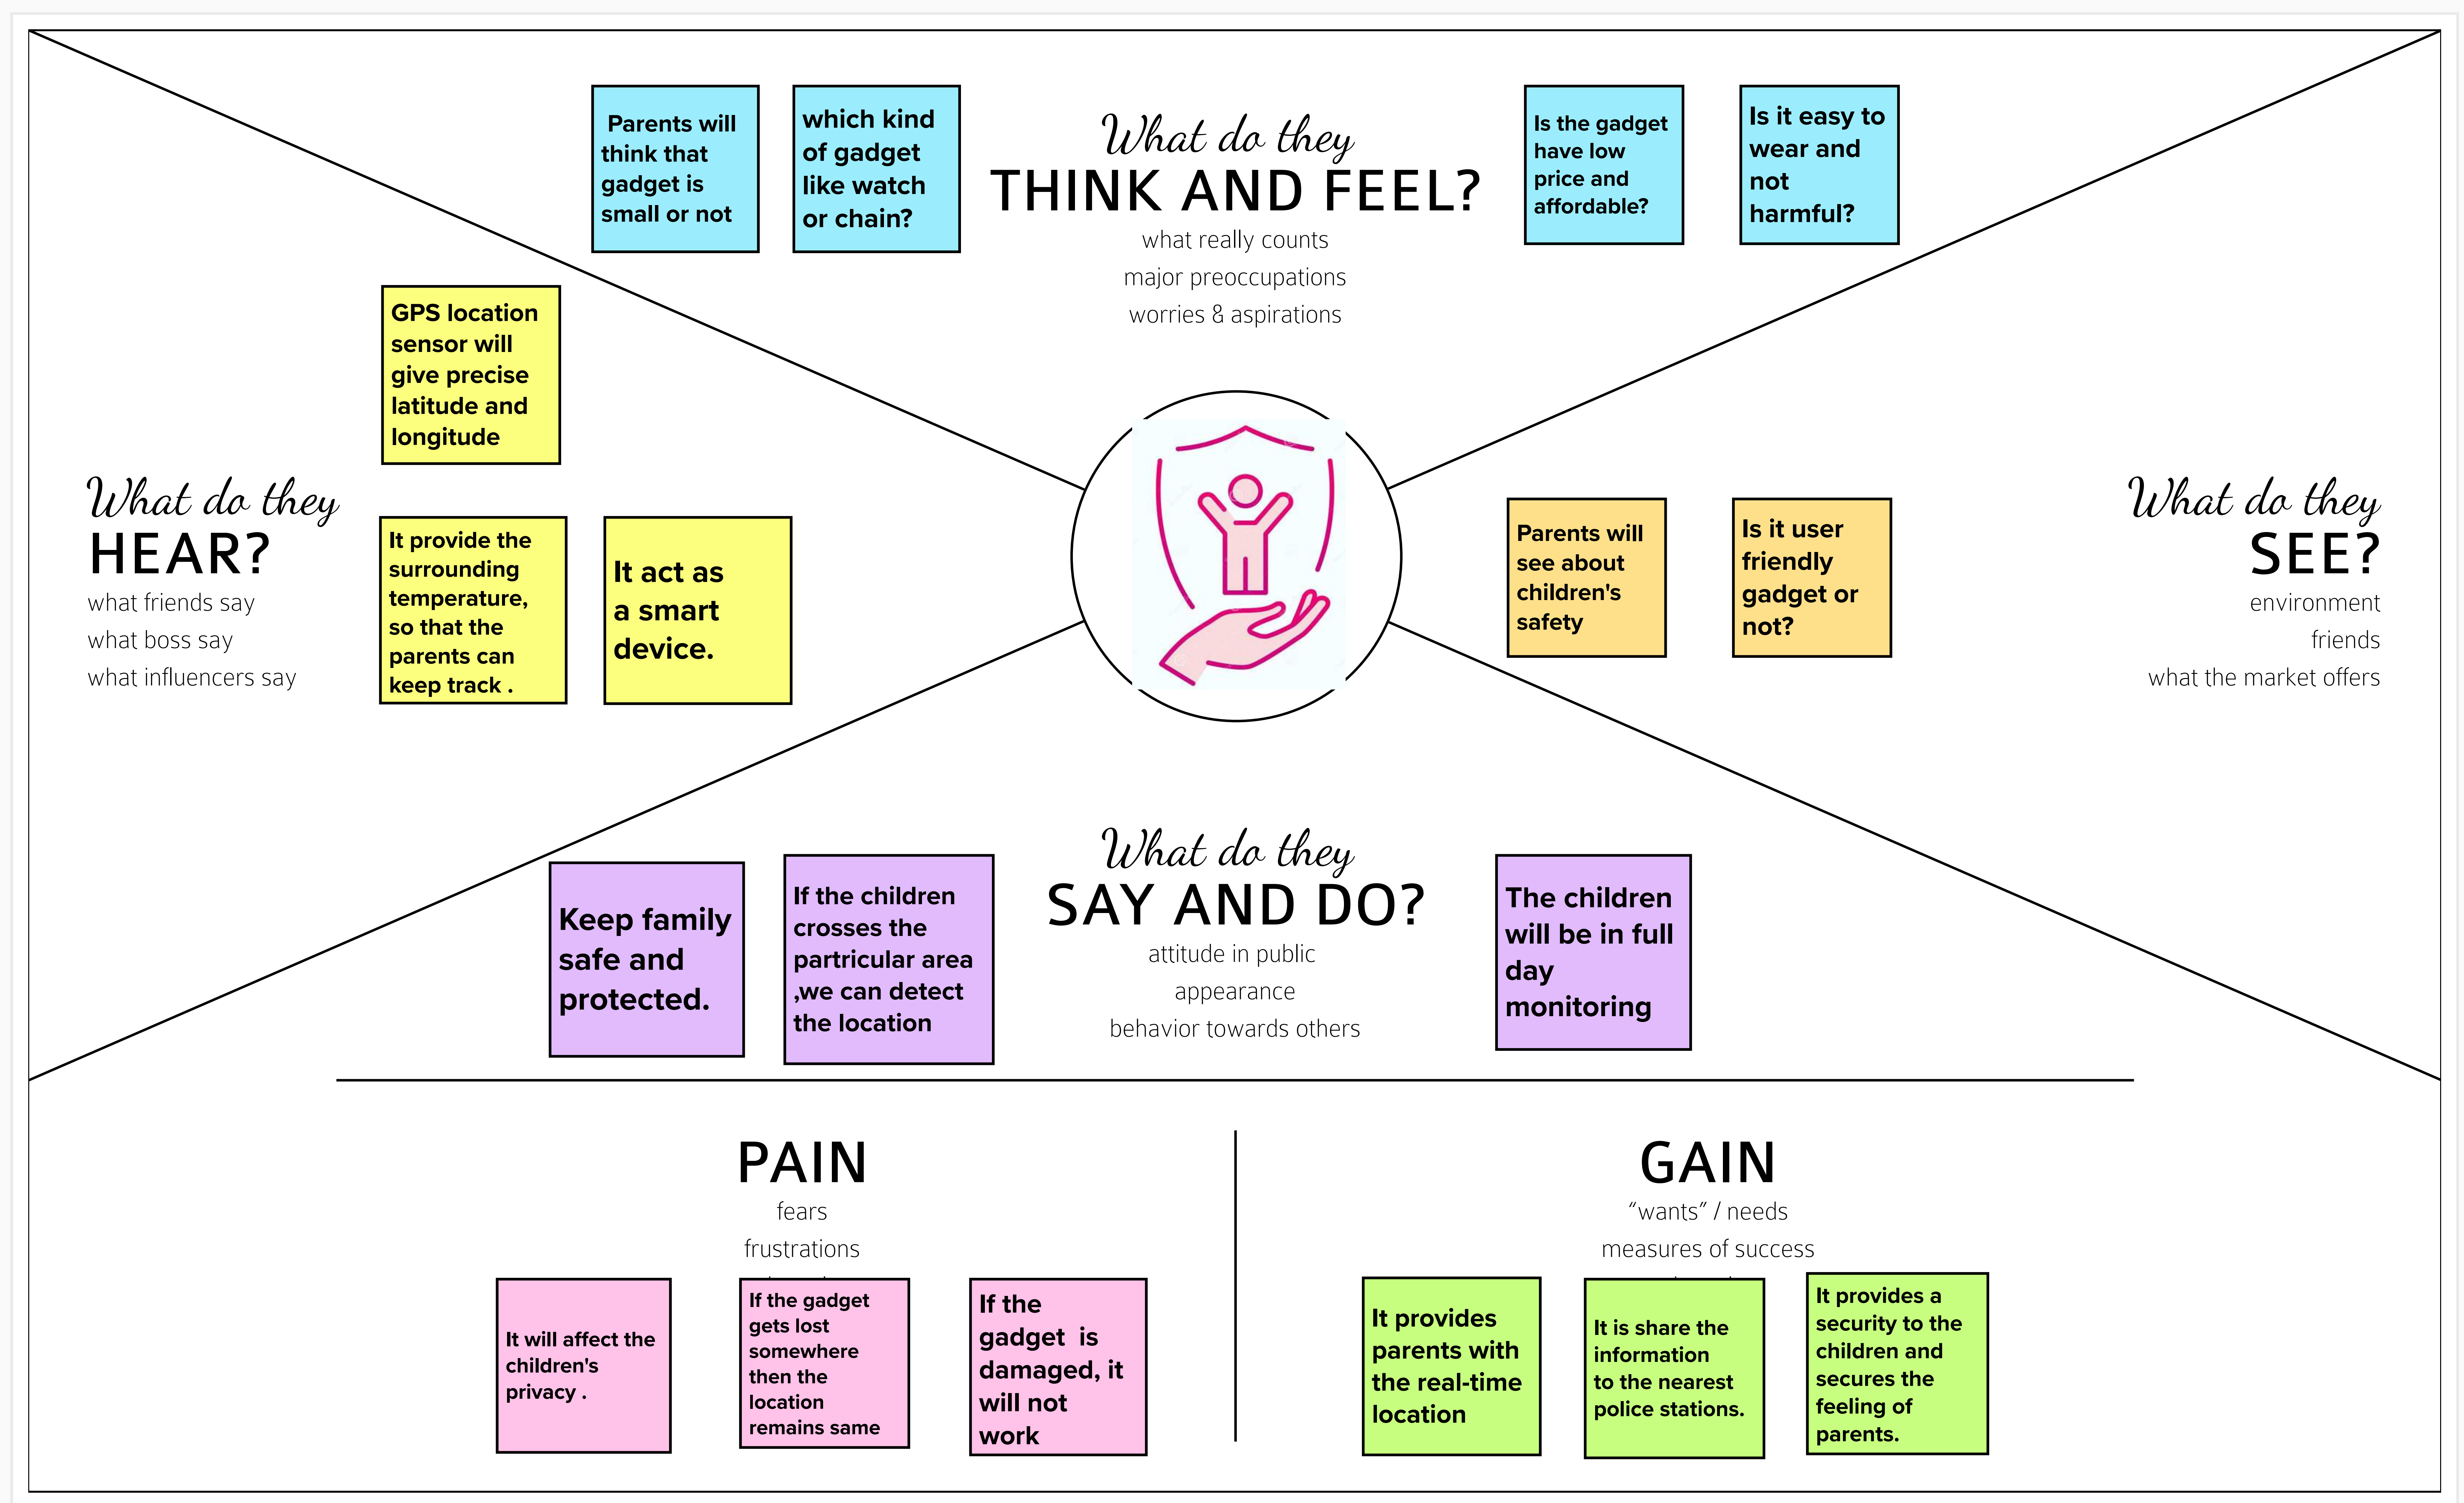 Parents will
think that
gadget is
small or not
which kind
of gadget
like watch
or chain?
What do they
THINK AND FEEL?
what really counts
major preoccupations
worries & aspirations
Is the gadget
have low
price and
affordable?
Is it easy to
wear and
not
harmful?
GPS location
sensor will
give precise
latitude and
longitude
What do they
HEAR?
what friends say
what boss say
what influencers say
It provide the
surrounding
temperature,
so that the
parents can
keep track .
It act as
a smart
device.
Parents will
see about
children's
safety
Is it user
friendly
gadget or
not?
What do they
SEE?
environment
friends
what the market offers
Keep family
safe and
protected.
If the children
crosses the
partricular area
,we can detect
the location
What do they
SAY AND DO?
attitude in public
appearance
behavior towards others
The children
will be in full
day
monitoring
PAIN
fears
frustrations
It will affect the
children's
privacy .
If the gadget
gets lost
somewhere
then the
location
remains same
If the
gadget  is
damaged, it
will not
work
GAIN
“wants” / needs
measures of success
It provides
parents with
the real-time
location
It is share the
information
to the nearest
police stations.
It provides a
security to the
children and
secures the
feeling of
parents.